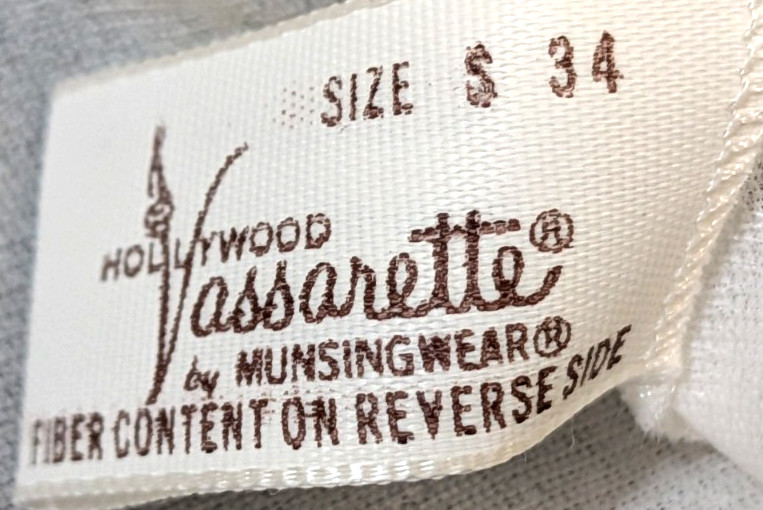 SIZE S 34
HOLLYWOOD
Vassarette®
by MUNSINGWEAR®
FIBER CONTENT ON REVERSE SIDE